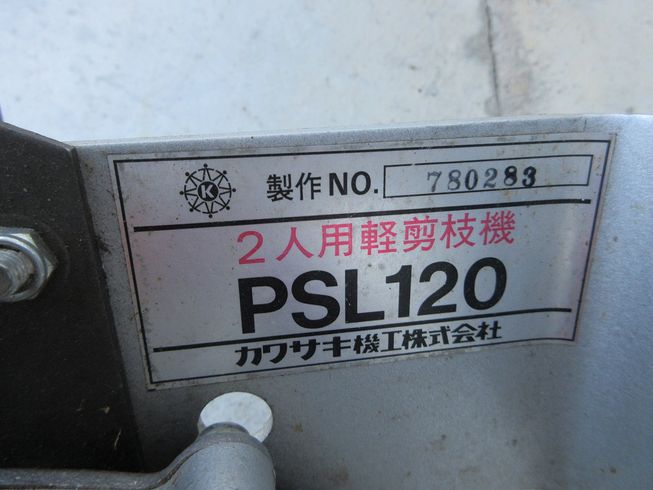 K
製作NO. 780283
2人用軽剪枝機
PSL120
カワサキ機工株式会社